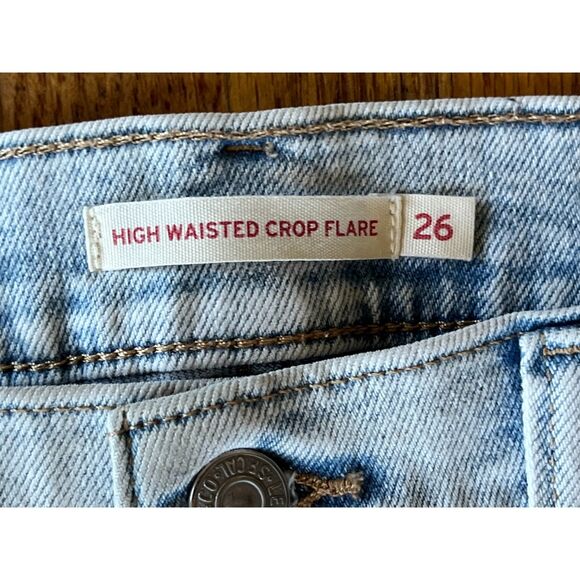 HIGH WAISTED CROP FLARE 26